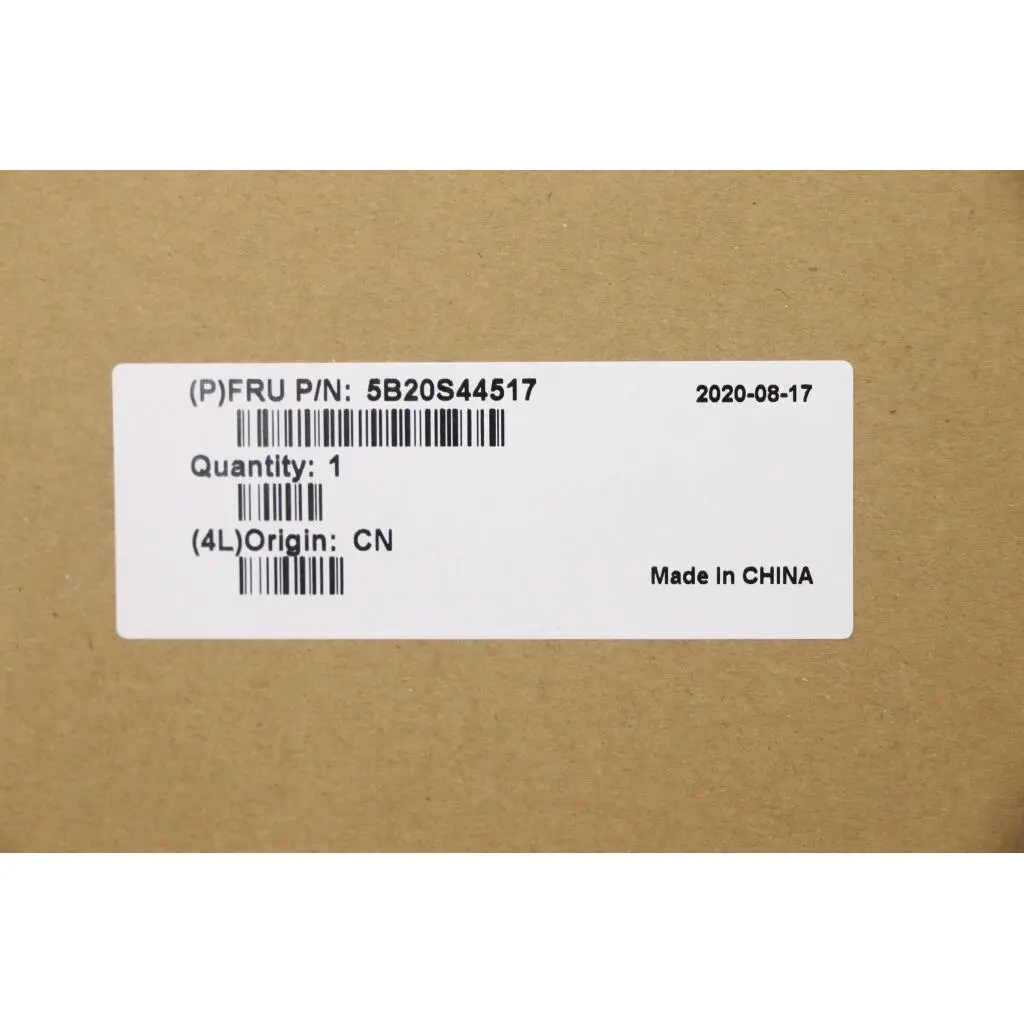 (P)FRU P/N: 5B20S44517
2020-08-17
Quantity: 1
(4L)Origin: CN
Made In CHINA